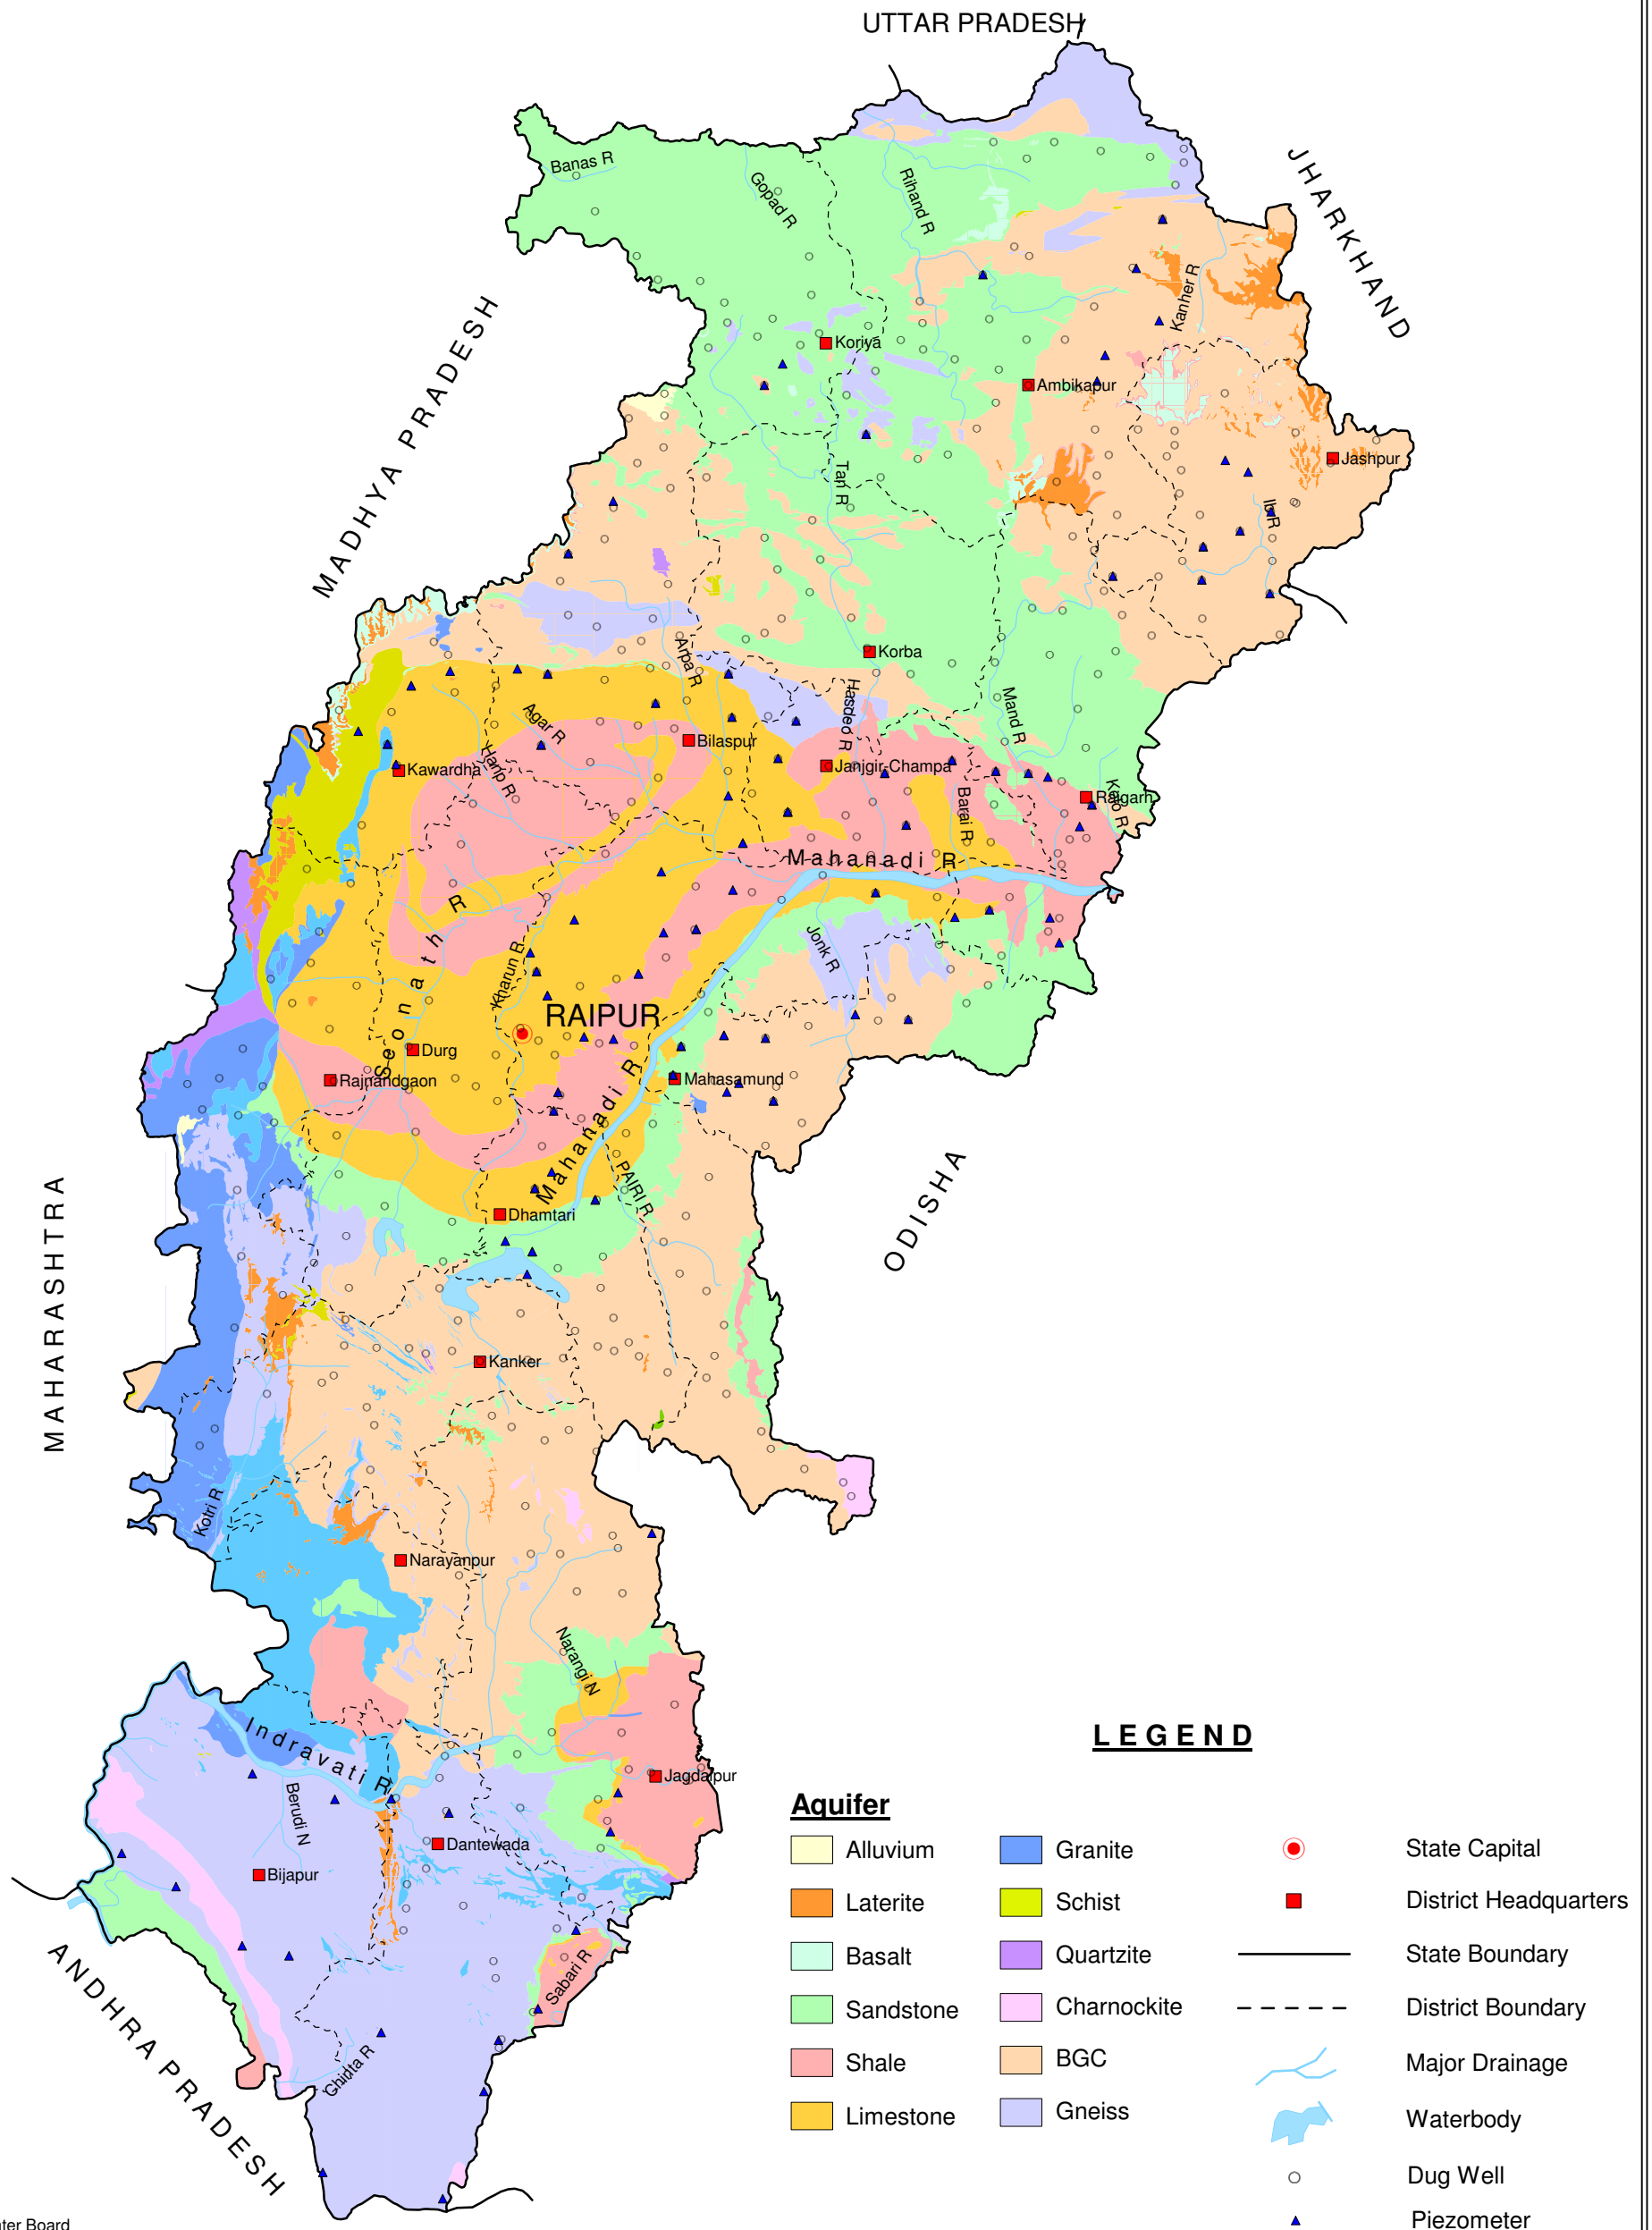 UTTAR PRADESH
JHARKHAND
MADHYA PRADESH
Banas R
Gopad R
Rihand R
Kanher R
Koriya
Ambikapur
Jashpur
Tan R
Ib R
Korba
Arpa R
Hasdeo R
Mand R
Agar R
Bilaspur
Harip R
Kawardha
Janjgir-Champa
Barai R
Raigarh
Kelo R
Mahanadi R
Seonath R
Jonk R
Kharun R
RAIPUR
Durg
Rajnandgaon
Mahasamund
Mahanadi R
PAIRI R
Dhamtari
ODISHA
MAHARASHTRA
Kanker
Kotri R
Narayanpur
Narangi N
Indravati R
Berudi N
Jagdalpur
Dantewada
Bijapur
Sabari R
Chinta R
ANDHRA PRADESH
LEGEND
Aquifer
Alluvium
Laterite
Basalt
Sandstone
Shale
Limestone
Granite
Schist
Quartzite
Charnockite
BGC
Gneiss
State Capital
District Headquarters
State Boundary
District Boundary
Major Drainage
Waterbody
Dug Well
Piezometer
Board